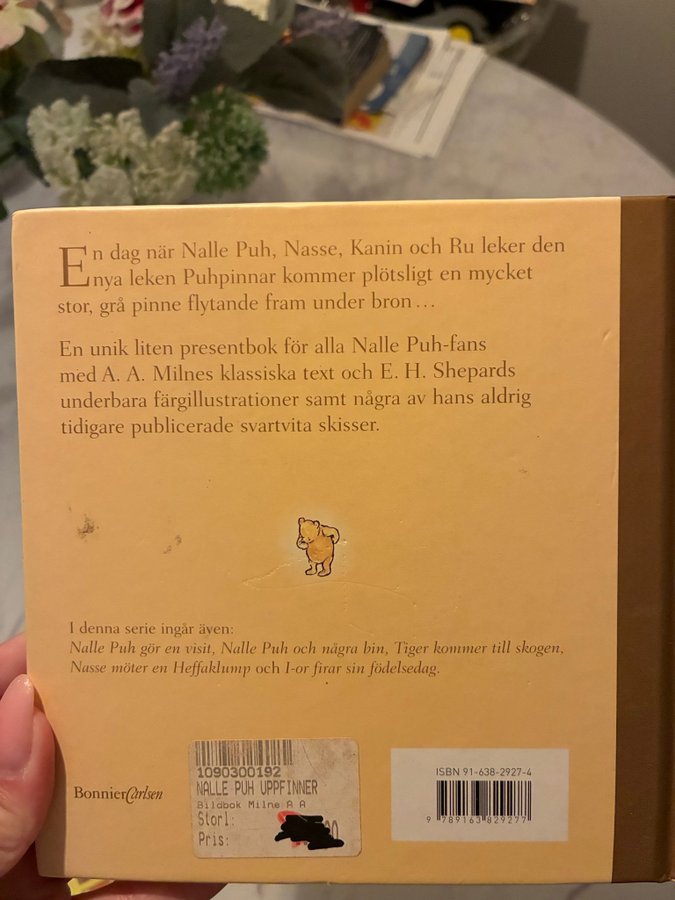 En dag när Nalle Puh, Nasse, Kanin och Ru leker den
nya leken Puhpinnar kommer plötsligt en mycket
stor, grå pinne flytande fram under bron...
En unik liten presentbok för alla Nalle Puh-fans
med A. A. Milnes klassiska text och E. H. Shepards
underbara färgillustrationer samt några av hans aldrig
tidigare publicerade svartvita skisser.
I denna serie ingår även:
Nalle Puh gör en visit, Nalle Puh och några bin, Tiger kommer till skogen,
Nasse möter en Heffaklump och I-or firar sin födelsedag.
BonnierCarlsen
1090300192
NALLE PUH UPPFINNER
Bildbok Milne A A
Storl:
Pris:
ISBN 91-638-2927-4
9 789163 829277